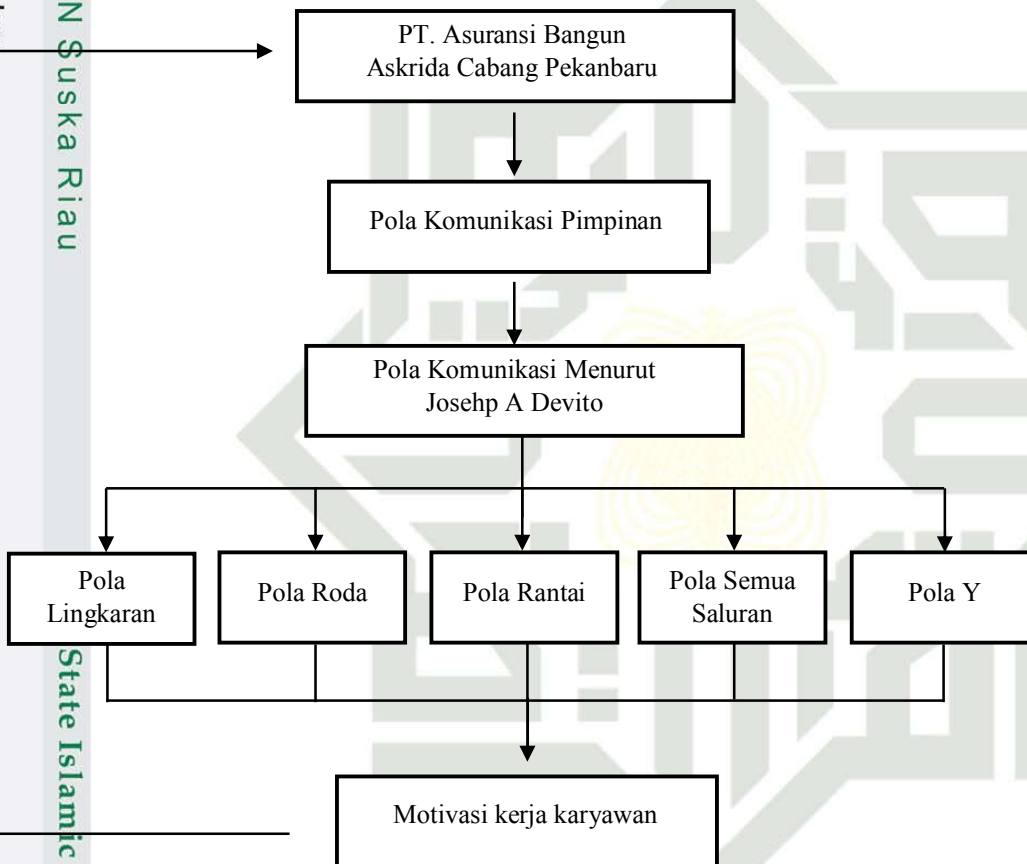 PT. Asuransi Bangun
Askrida Cabang Pekanbaru
Pola Komunikasi Pimpinan
Pola Komunikasi Menurut
Josehp A Devito
Pola
Lingkaran
Pola Roda
Pola Rantai
Pola Semua
Saluran
Pola Y
Motivasi kerja karyawan
N Suska Riau
State Islamic